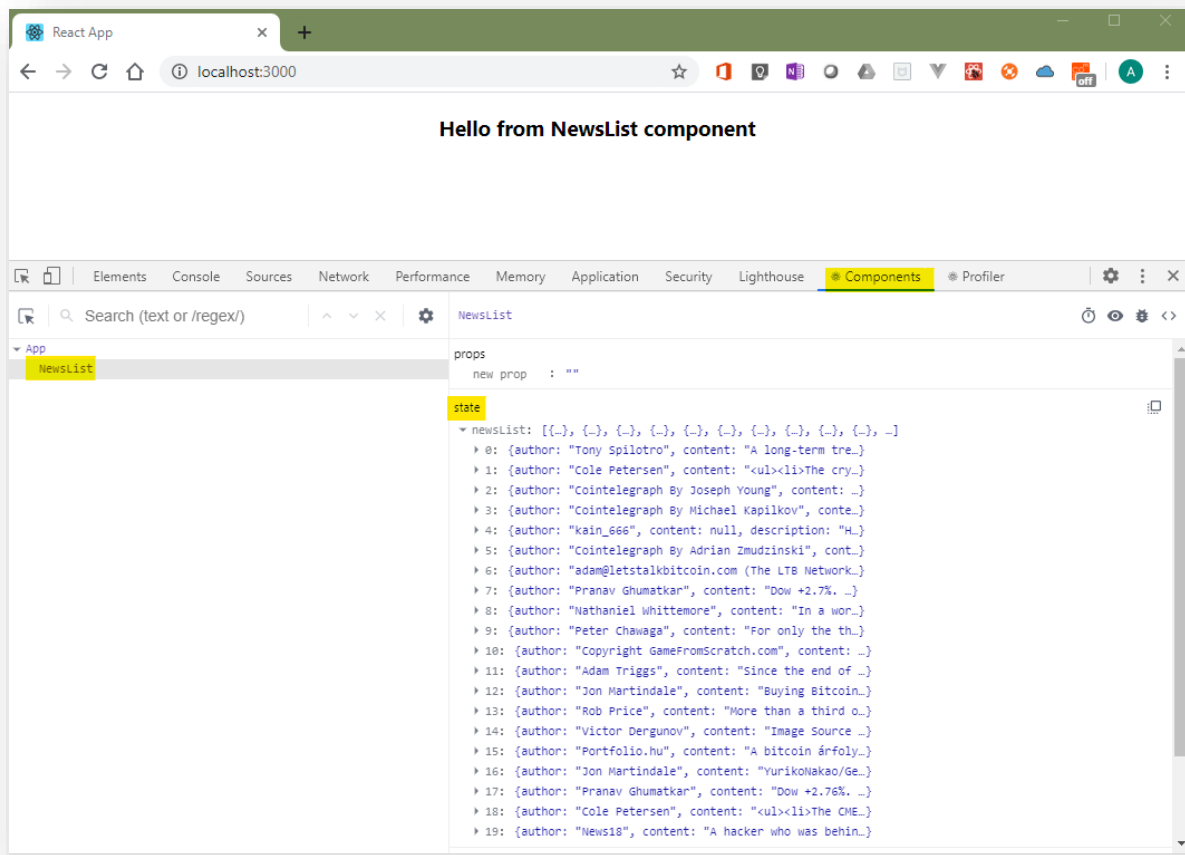 React App
localhost:3000
off
A
Hello from NewsList component
Elements Console Sources Network Performance Memory Application Security Lighthouse Components Profiler
Search (text or /regex/)
NewsList
App
NewsList
props
new prop : ""
state
newsList: [{…}, {…}, {…}, {…}, {…}, {…}, {…}, {…}, {…}, {…}, …]
0: {author: "Tony Spilotro", content: "A long-term tre…}
1: {author: "Cole Petersen", content: "<ul><li>The cry…}
2: {author: "Cointelegraph By Joseph Young", content: …}
3: {author: "Cointelegraph By Michael Kapilkov", conte…}
4: {author: "kain_666", content: null, description: "H…}
5: {author: "Cointelegraph By Adrian Zmudzinski", cont…}
6: {author: "adam@letstalkbitcoin.com (The LTB Network…}
7: {author: "Pranav Ghumatkar", content: "Dow +2.7%. …}
8: {author: "Nathaniel Whittemore", content: "In a wor…}
9: {author: "Peter Chawaga", content: "For only the th…}
10: {author: "Copyright GameFromScratch.com", content: …}
11: {author: "Adam Triggs", content: "Since the end of …}
12: {author: "Jon Martindale", content: "Buying Bitcoin…}
13: {author: "Rob Price", content: "More than a third o…}
14: {author: "Victor Dergunov", content: "Image Source …}
15: {author: "Portfolio.hu", content: "A bitcoin árfoly…}
16: {author: "Jon Martindale", content: "YurikoNakao/Ge…}
17: {author: "Pranav Ghumatkar", content: "Dow +2.76%. …}
18: {author: "Cole Petersen", content: "<ul><li>The CME…}
19: {author: "News18", content: "A hacker who was behin…}